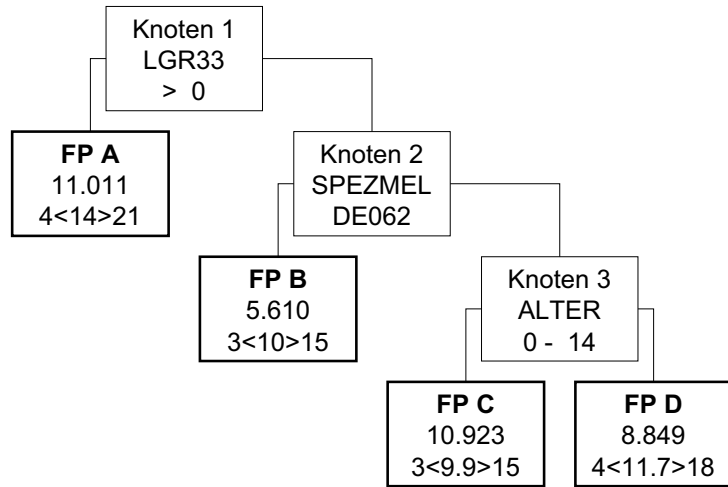 Knoten 1
LGR33
> 0
FP A
11.011
4<14>21
Knoten 2
SPEZMEL
DE062
FP B
5.610
3<10>15
Knoten 3
ALTER
0 - 14
FP C
10.923
3<9.9>15
FP D
8.849
4<11.7>18